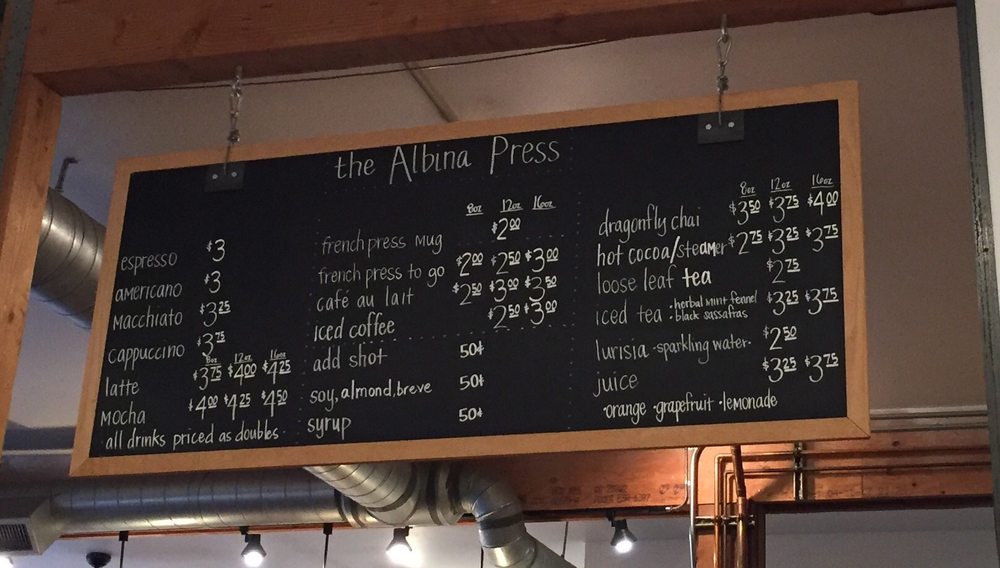 the Albina Press
espresso $3
americano $3
Macchiato $3.25
cappuccino $3.75
8oz 12oz 16oz
latte $3.75 $4.00 $4.25
Mocha $4.00 $4.25 $4.50
·all drinks priced as doubles·
8oz 12oz 16oz
french press Mug $2.00
french press to go $2.00 $2.50 $3.00
café au lait $2.50 $3.00 $3.50
iced coffee $2.50 $3.00
add shot 50¢
soy, almond, breve 50¢
syrup 50¢
8oz 12oz 16oz
dragonfly chai $3.50 $3.75 $4.00
hot cocoa/steamer $2.75 $3.25 $3.75
loose leaf tea $2.75
iced tea: herbal mint fennel $3.25 $3.75
black sassafras
lurisia ·sparkling water· $2.50
juice $3.25 $3.75
·orange ·grapefruit ·lemonade